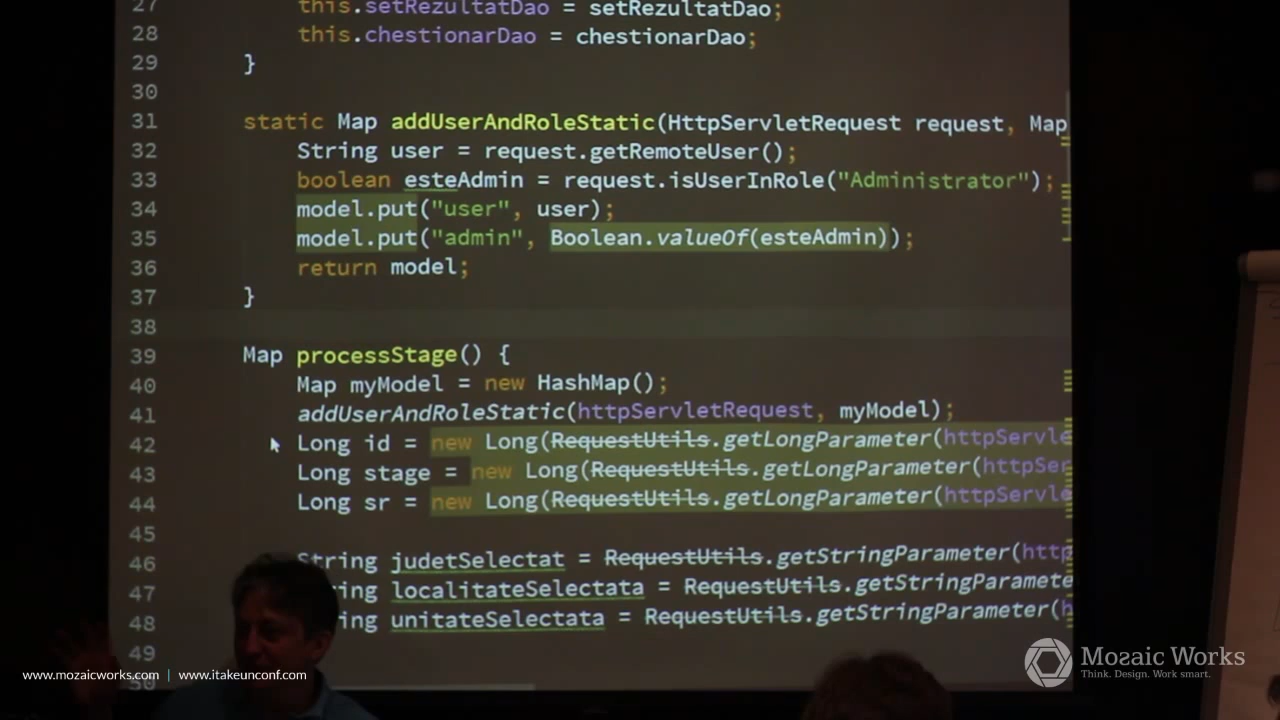 27 this.setRezultatDao = setRezultatDao;
28 this.chestionarDao = chestionarDao;
29 }
30
31 static Map addUserAndRoleStatic(HttpServletRequest request, Map
32 String user = request.getRemoteUser();
33 boolean esteAdmin = request.isUserInRole("Administrator");
34 model.put("user", user);
35 model.put("admin", Boolean.valueOf(esteAdmin));
36 return model;
37 }
38
39 Map processStage() {
40 Map myModel = new HashMap();
41 addUserAndRoleStatic(httpServletRequest, myModel);
42 Long id = new Long(RequestUtils.getLongParameter(httpServle
43 Long stage = new Long(RequestUtils.getLongParameter(httpSer
44 Long sr = new Long(RequestUtils.getLongParameter(httpServle
45
46 String judetSelectat = RequestUtils.getStringParameter(http
47 ring localitateSelectata = RequestUtils.getStringParamete
48 ing unitateSelectata = RequestUtils.getStringParameter(h
49
50
www.mozaicworks.com | www.itakeunconf.com
Mozaic Works
Think. Design. Work smart.